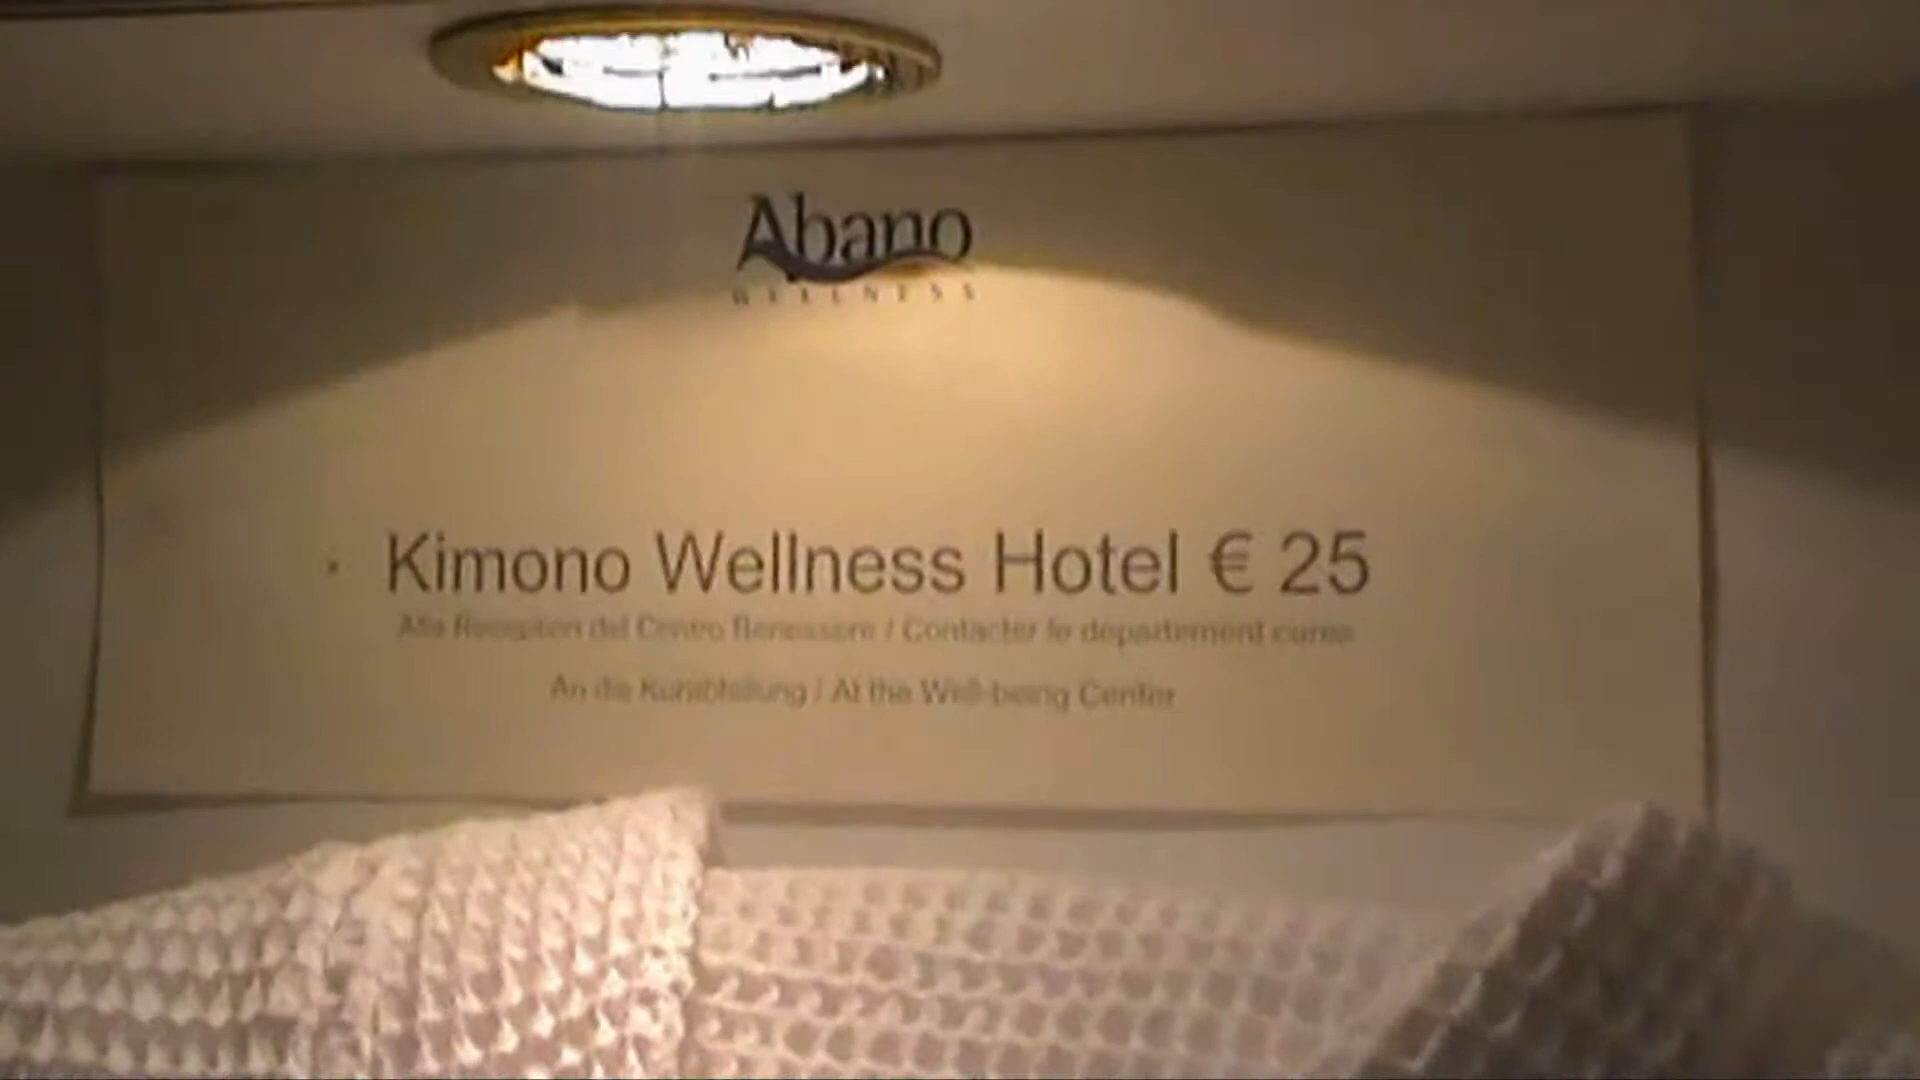 Abano
WELLNESS
Kimono Wellness Hotel € 25
Alla Reception del Centro Benessere / Contacter le departement cures
An die Kurabteilung / At the Well-being Center